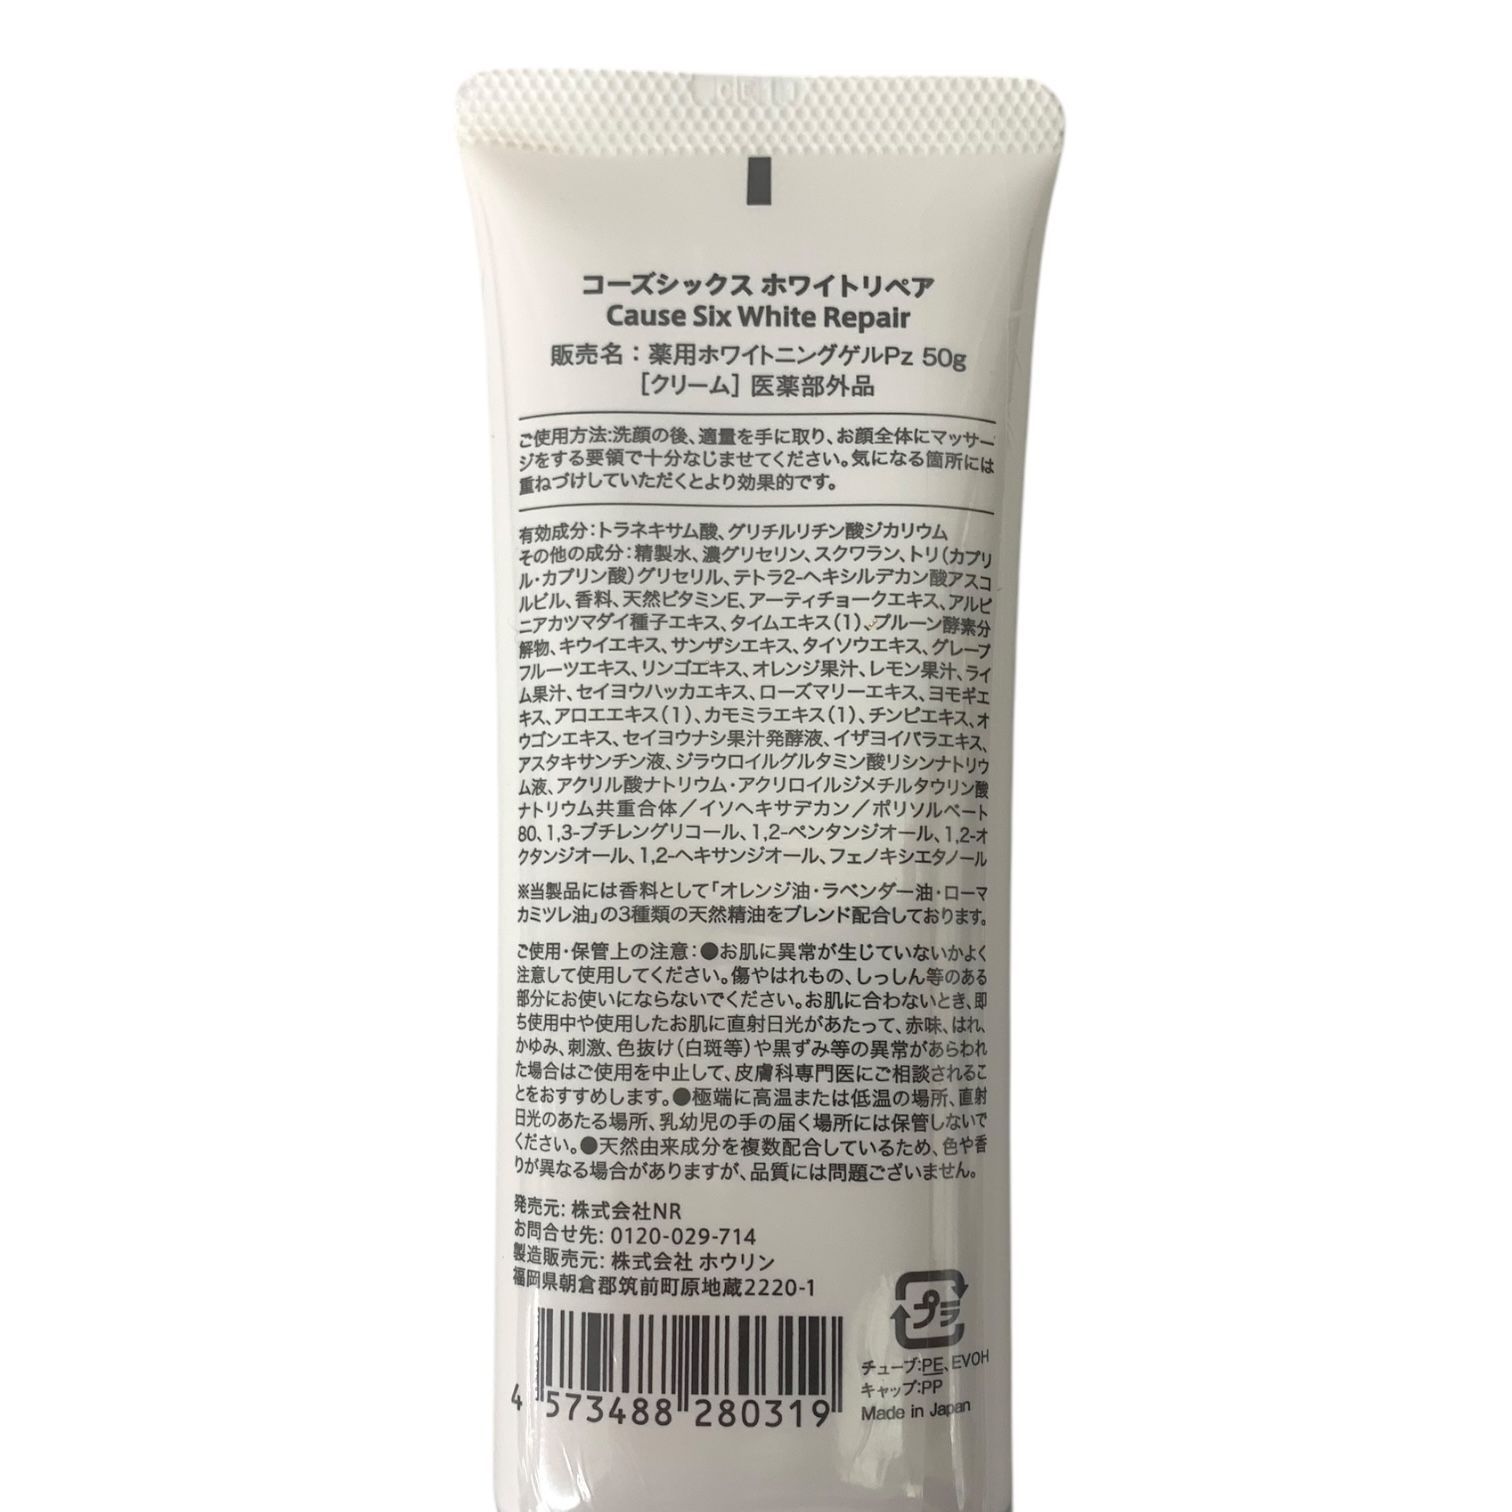 コーズシックス ホワイトリペア
Cause Six White Repair
販売名：薬用ホワイトニングゲルPz 50g
［クリーム］医薬部外品
ご使用方法:洗顔の後、適量を手に取り、お顔全体にマッサー
ジをする要領で十分なじませてください。気になる箇所には
重ねづけしていただくとより効果的です。
有効成分：トラネキサム酸、グリチルリチン酸ジカリウム
その他の成分：精製水、濃グリセリン、スクワラン、トリ（カプリ
ル・カプリン酸）グリセリル、テトラ2-ヘキシルデカン酸アスコ
ルビル、香料、天然ビタミンE、アーティチョークエキス、アルピ
ニアカツマダイ種子エキス、タイムエキス（1）、プルーン酵素分
解物、キウイエキス、サンザシエキス、タイソウエキス、グレープ
フルーツエキス、リンゴエキス、オレンジ果汁、レモン果汁、ライ
ム果汁、セイヨウハッカエキス、ローズマリーエキス、ヨモギエ
キス、アロエエキス（1）、カモミラエキス（1）、チンピエキス、オ
ウゴンエキス、セイヨウナシ果汁発酵液、イザヨイバラエキス、
アスタキサンチン液、ジラウロイルグルタミン酸リシンナトリウ
ム液、アクリル酸ナトリウム・アクリロイルジメチルタウリン酸
ナトリウム共重合体／イソヘキサデカン／ポリソルベート
80、1,3-ブチレングリコール、1,2-ペンタンジオール、1,2-オ
クタンジオール、1,2-ヘキサンジオール、フェノキシエタノール
※当製品には香料として「オレンジ油・ラベンダー油・ローマ
カミツレ油」の3種類の天然精油をブレンド配合しております。
ご使用・保管上の注意：●お肌に異常が生じていないかよく
注意して使用してください。傷やはれもの、しっしん等のある
部分にお使いにならないでください。お肌に合わないとき、即
ち使用中や使用したお肌に直射日光があたって、赤味、はれ、
かゆみ、刺激、色抜け（白斑等）や黒ずみ等の異常があらわれ
た場合はご使用を中止して、皮膚科専門医にご相談されるこ
とをおすすめします。●極端に高温または低温の場所、直射
日光のあたる場所、乳幼児の手の届く場所には保管しないで
ください。●天然由来成分を複数配合しているため、色や香
りが異なる場合がありますが、品質には問題ございません。
発売元: 株式会社NR
お問合せ先: 0120-029-714
製造販売元: 株式会社 ホウリン
福岡県朝倉郡筑前町原地蔵2220-1
4 573488 280319
プラ
チューブ:PE、EVOH
キャップ:PP
Made in Japan